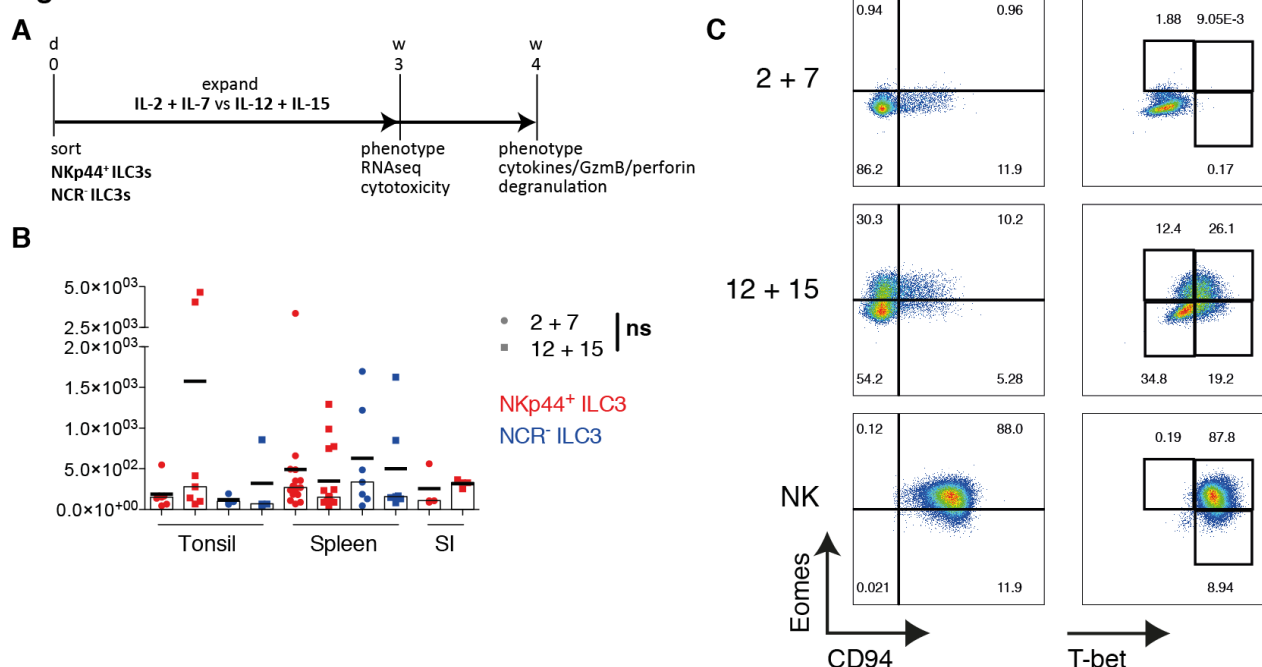 A
d
0
w
3
w
4
expand
IL-2 + IL-7 vs IL-12 + IL-15
sort
NKp44⁺ ILC3s
NCR⁻ ILC3s
phenotype
RNAseq
cytotoxicity
phenotype
cytokines/GzmB/perforin
degranulation
B
5.0×10⁰³
2.5×10⁰³
2.0×10⁰³
1.5×10⁰³
1.0×10⁰³
5.0×10⁰²
0.0×10⁺⁰⁰
Tonsil
Spleen
SI
2 + 7
12 + 15
ns
NKp44⁺ ILC3
NCR⁻ ILC3
C
2 + 7
0.94
0.96
86.2
11.9
1.88
9.05E-3
0.17
12 + 15
30.3
10.2
54.2
5.28
12.4
26.1
34.8
19.2
NK
0.12
88.0
0.021
11.9
0.19
87.8
8.94
Eomes
CD94
T-bet